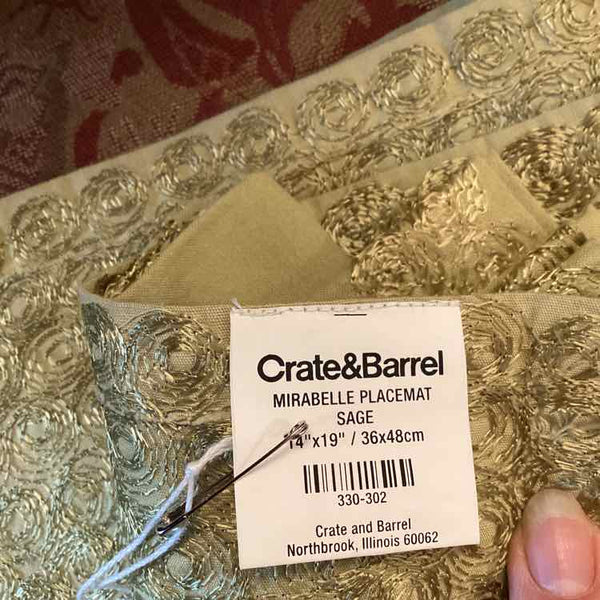 Crate&Barrel
MIRABELLE PLACEMAT
SAGE
14"x19" / 36x48cm
330-302
Crate and Barrel
Northbrook, Illinois 60062